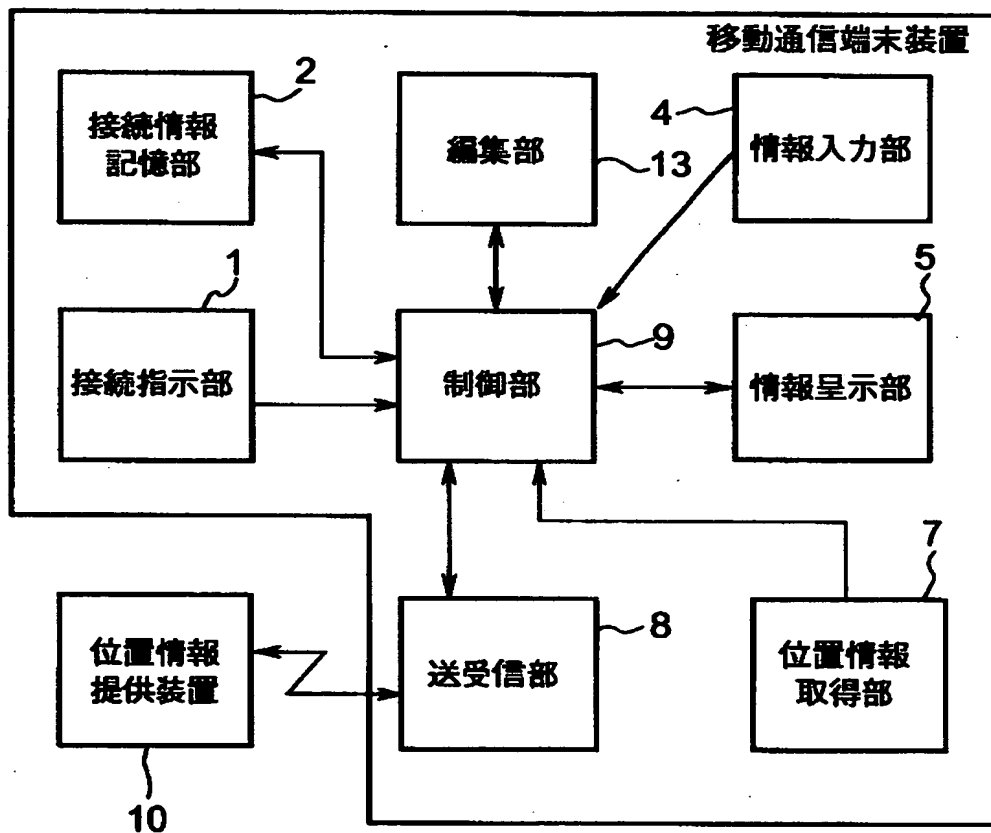 移動通信端末装置
2
接続情報
記憶部
編集部
13
4
情報入力部
1
接続指示部
制御部
9
5
情報呈示部
位置情報
提供装置
10
送受信部
8
7
位置情報
取得部